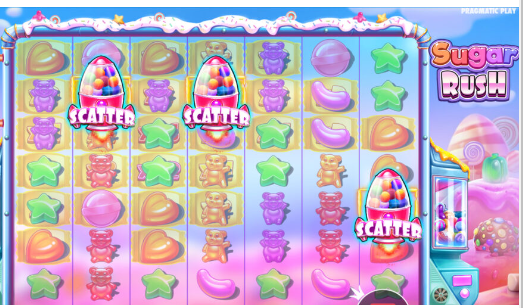 PRAGMATIC PLAY
Sugar
RUSH
SCATTER
SCATTER
SCATTER